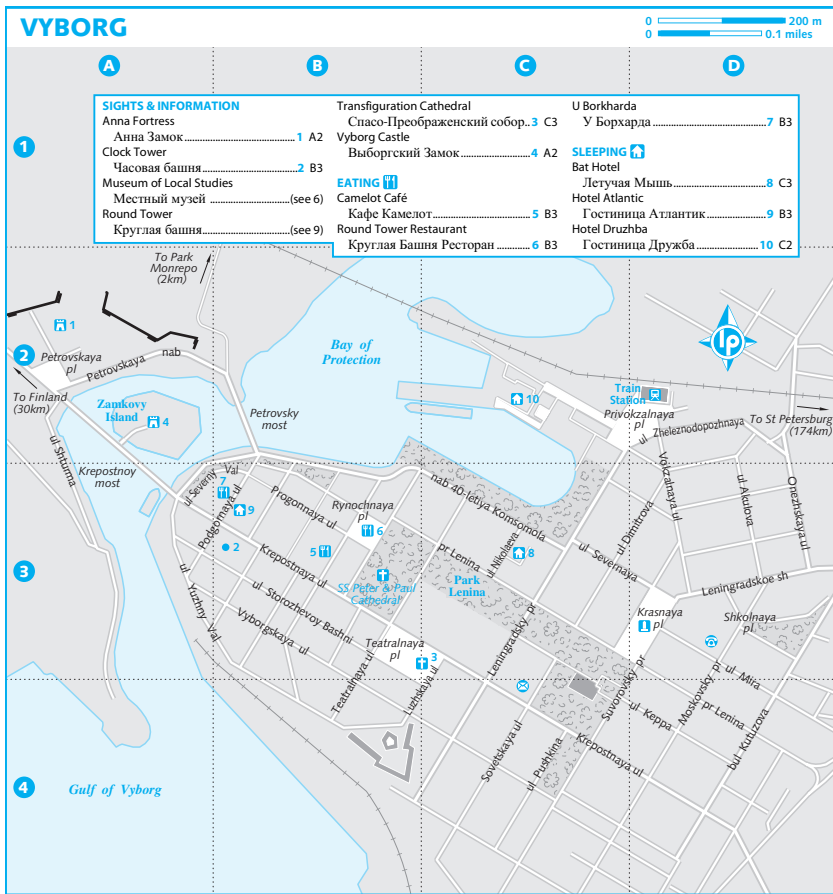 VYBORG
0 200 m
0 0.1 miles
A B C D
1
SIGHTS & INFORMATION
Anna Fortress
Анна Замок 1 A2
Clock Tower
Часовая башня 2 B3
Museum of Local Studies
Местный музей (see 6)
Round Tower
Круглая башня (see 9)
Transfiguration Cathedral
Спасо-Преображенский собор 3 C3
Vyborg Castle
Выборгский Замок 4 A2
EATING
Camelot Café
Кафе Камелот 5 B3
Round Tower Restaurant
Круглая Башня Ресторан 6 B3
U Borkharda
У Борхарда 7 B3
SLEEPING
Bat Hotel
Летучая Мышь 8 C3
Hotel Atlantic
Гостиница Атлантик 9 B3
Hotel Druzhba
Гостиница Дружба 10 C2
To Park
Monrepo
(2km)
1
2
Petrovskaya
pl
Petrovskaya nab
Bay of
Protection
lp
To Finland
(30km)
Zamkovy
Island
4
Petrovsky
most
10
Train
Station
Privokzalnaya
pl
To St Petersburg
(174km)
ul Shturma
Krepostnoy
most
ul Zheleznodopozhnaya
ul Severny Val
7
Podgornaya ul
9
2
Progonnaya ul
Rynochnaya
pl
6
5
nab 40-letiya Komsomola
pr Lenina
ul Nikolaeva
8
ul Dimitrova
Vokzalnaya ul
ul Akulova
Onezhskaya ul
ul Severnaya
3
Krepostnaya ul
SS Peter & Paul
Cathedral
Park
Lenina
Leningradskoe sh
ul Yuzhny Val
ul Storozhevoy Bashni
Vyborgskaya ul
Krasnaya
pl
Shkolnaya
pl
Teatralnaya
pl
3
Teatralnaya ul
Luzhskaya ul
Leningradsky pr
Suvorovsky pr
Moskovsky pr
ul Mira
ul Keppa
pr Lenina
bul Kutuzova
Sovetskaya ul
ul Pushkina
Krepostnaya ul
4
Gulf of Vyborg